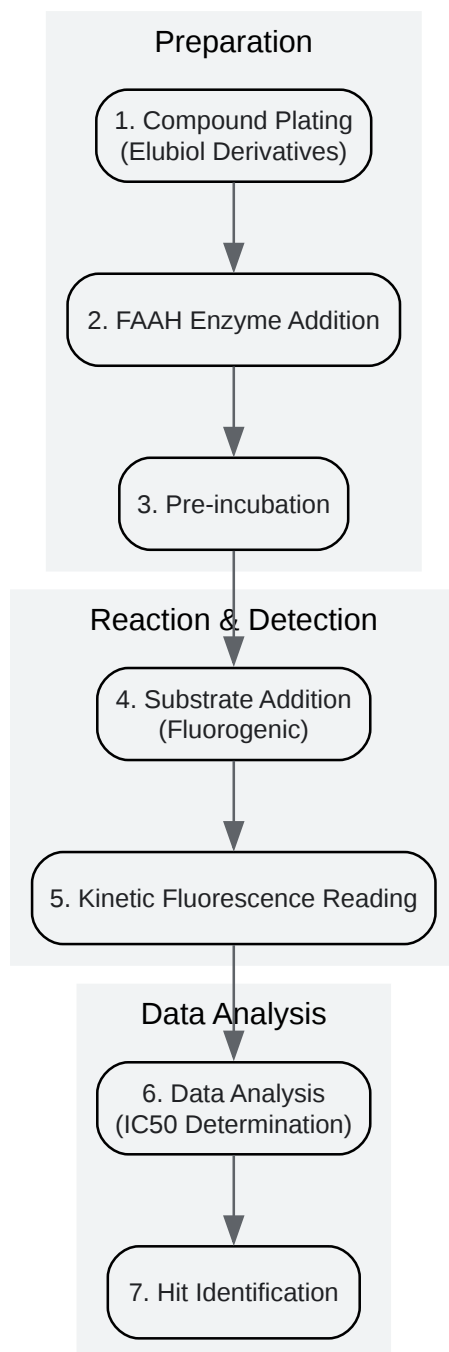 Preparation
1. Compound Plating
(Elubiol Derivatives)
2. FAAH Enzyme Addition
3. Pre-incubation
Reaction & Detection
4. Substrate Addition
(Fluorogenic)
5. Kinetic Fluorescence Reading
Data Analysis
6. Data Analysis
(IC50 Determination)
7. Hit Identification